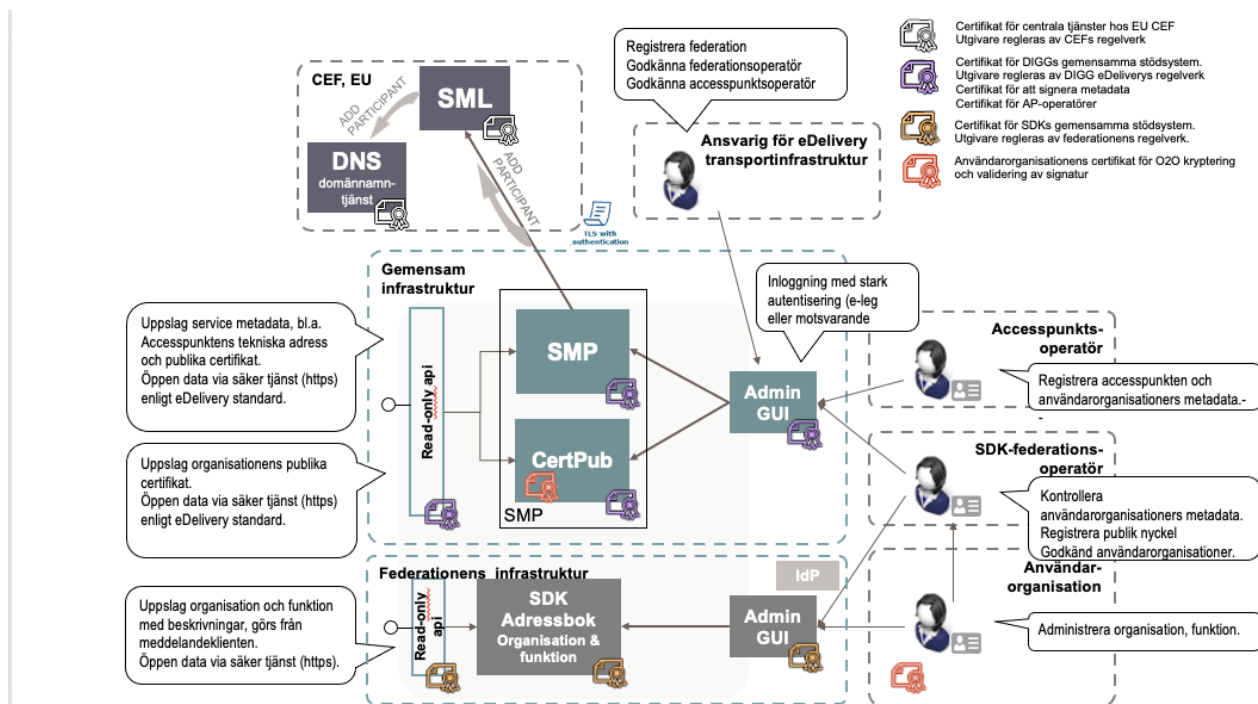 Certifikat för centrala tjänster hos EU CEF
Utgivare regleras av CEFs regelverk
Certifikat för DIGGs gemensamma stödsystem.
Utgivare regleras av DIGG eDeliverys regelverk
Certifikat för att signera metadata
Certifikat för AP-operatörer
Certifikat för SDKs gemensamma stödsystem.
Utgivare regleras av federationens regelverk.
Användarorganisationens certifikat för O2O kryptering
och validering av signatur
Registrera federation
Godkänna federationsoperatör
Godkänna accesspunktsoperatör
CEF, EU
SML
ADD
PARTICIPANT
DNS
domännamn-
tjänst
ADD
PARTICIPANT
Ansvarig för eDelivery
transportinfrastruktur
TLS with
authentication
Gemensam
infrastruktur
Inloggning med stark
autentisering (e-leg
eller motsvarande
Uppslag service metadata, bl.a.
Accesspunktens tekniska adress
och publika certifikat.
Öppen data via säker tjänst (https)
enligt eDelivery standard.
Read-only api
SMP
Admin
GUI
Accesspunkts-
operatör
Registrera accesspunkten och
användarorganisationers metadata.-
-
CertPub
SMP
Uppslag organisationens publika
certifikat.
Öppen data via säker tjänst (https)
enligt eDelivery standard.
SDK-federations-
operatör
Kontrollera
användarorganisationers metadata.
Registrera publik nyckel
Godkänd användarorganisationer.
Federationens infrastruktur
IdP
Användar-
organisation
Uppslag organisation och funktion
med beskrivningar, görs från
meddelandeklienten.
Öppen data via säker tjänst (https).
Read-only
api
SDK
Adressbok
Organisation &
funktion
Admin
GUI
Administrera organisation, funktion.